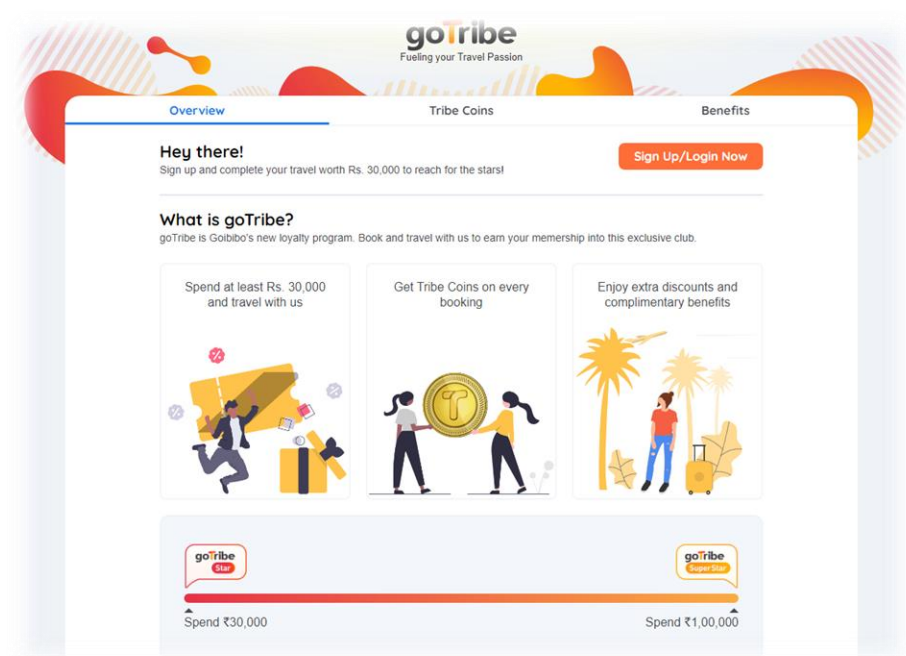 goTribe
Fueling your Travel Passion
Overview
Tribe Coins
Benefits
Hey there!
Sign up and complete your travel worth Rs. 30,000 to reach for the stars!
Sign Up/Login Now
What is goTribe?
goTribe is Goibibo's new loyalty program. Book and travel with us to earn your memership into this exclusive club.
Spend at least Rs. 30,000
and travel with us
Get Tribe Coins on every
booking
Enjoy extra discounts and
complimentary benefits
T
goTribe
Star
goTribe
SuperStar
Spend ₹30,000
Spend ₹1,00,000